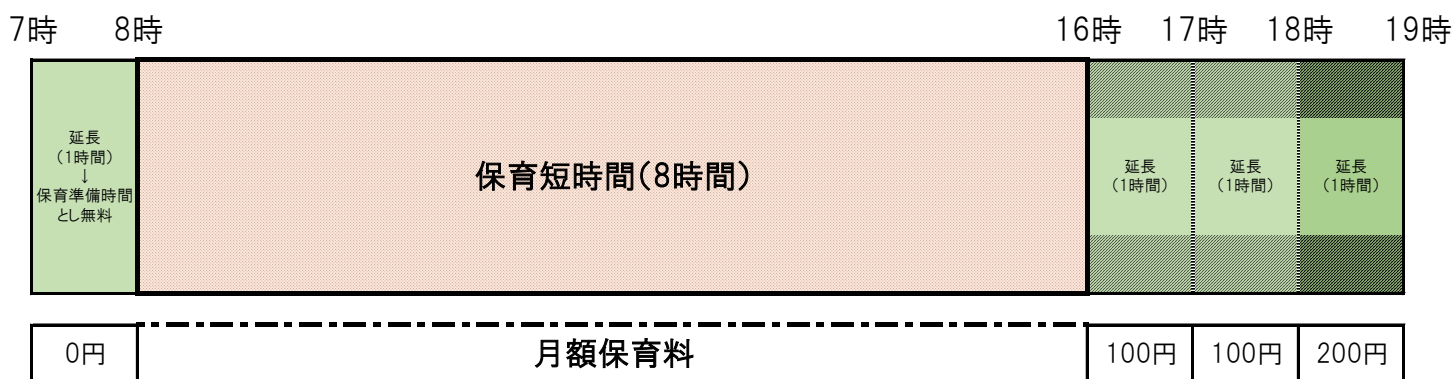 7時 8時 16時 17時 18時 19時
延長
（1時間）
↓
保育準備時間
とし無料
保育短時間（8時間）
延長
（1時間）
延長
（1時間）
延長
（1時間）
0円 月額保育料 100円 100円 200円